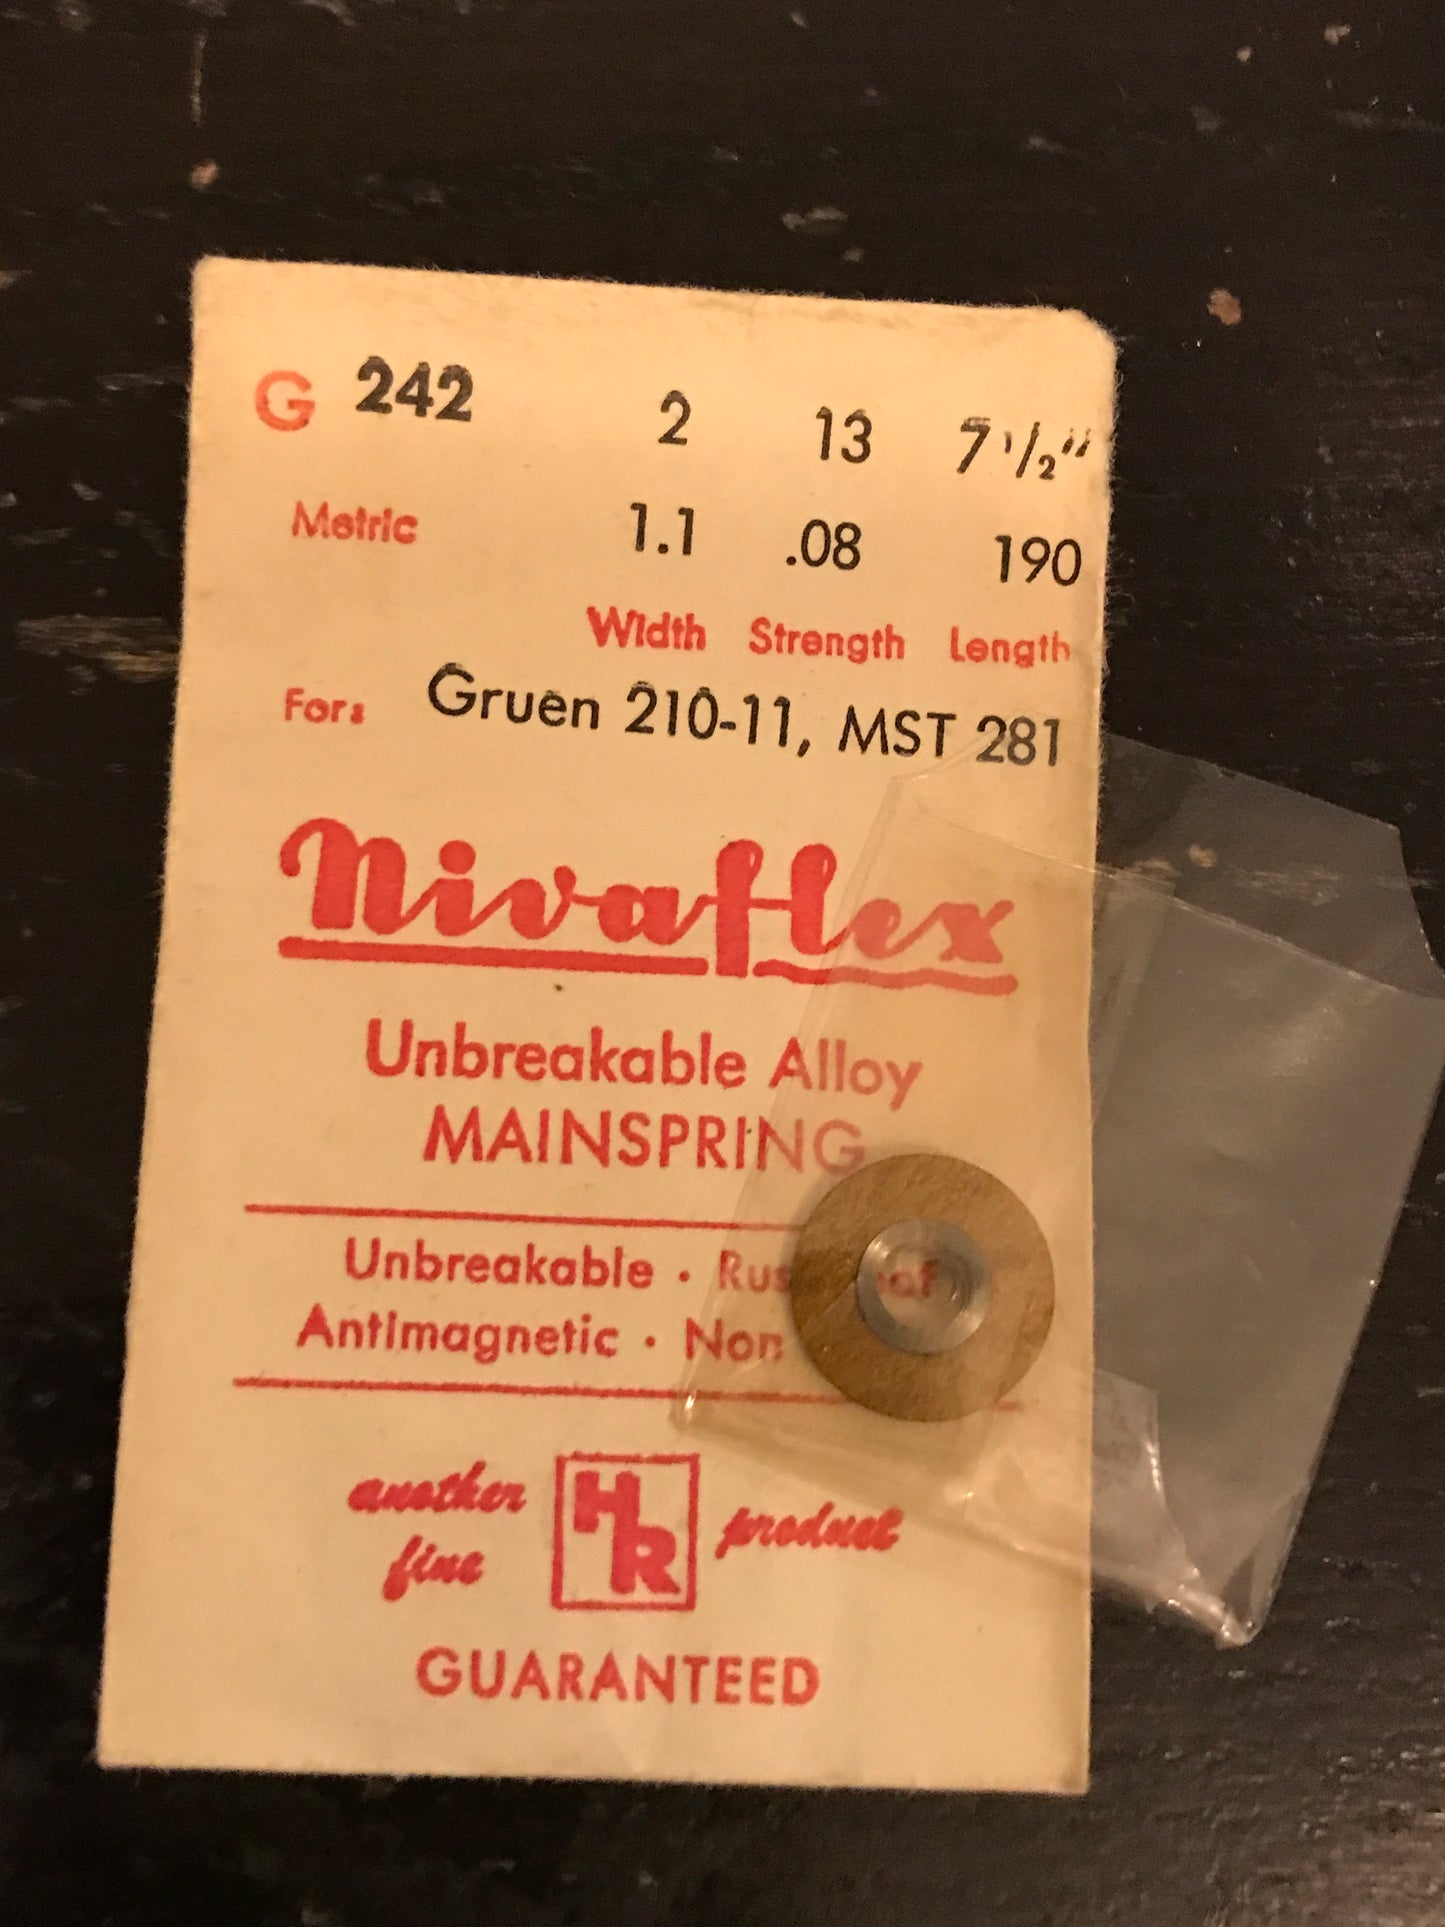 G 242 2 13 7 1/2"
Metric 1.1 .08 190
Width Strength Length
For: Gruen 210-11, MST 281
Nivaflex
Unbreakable Alloy
MAINSPRING
Unbreakable ·
Antimagnetic · Non
another HR product
fine
GUARANTEED